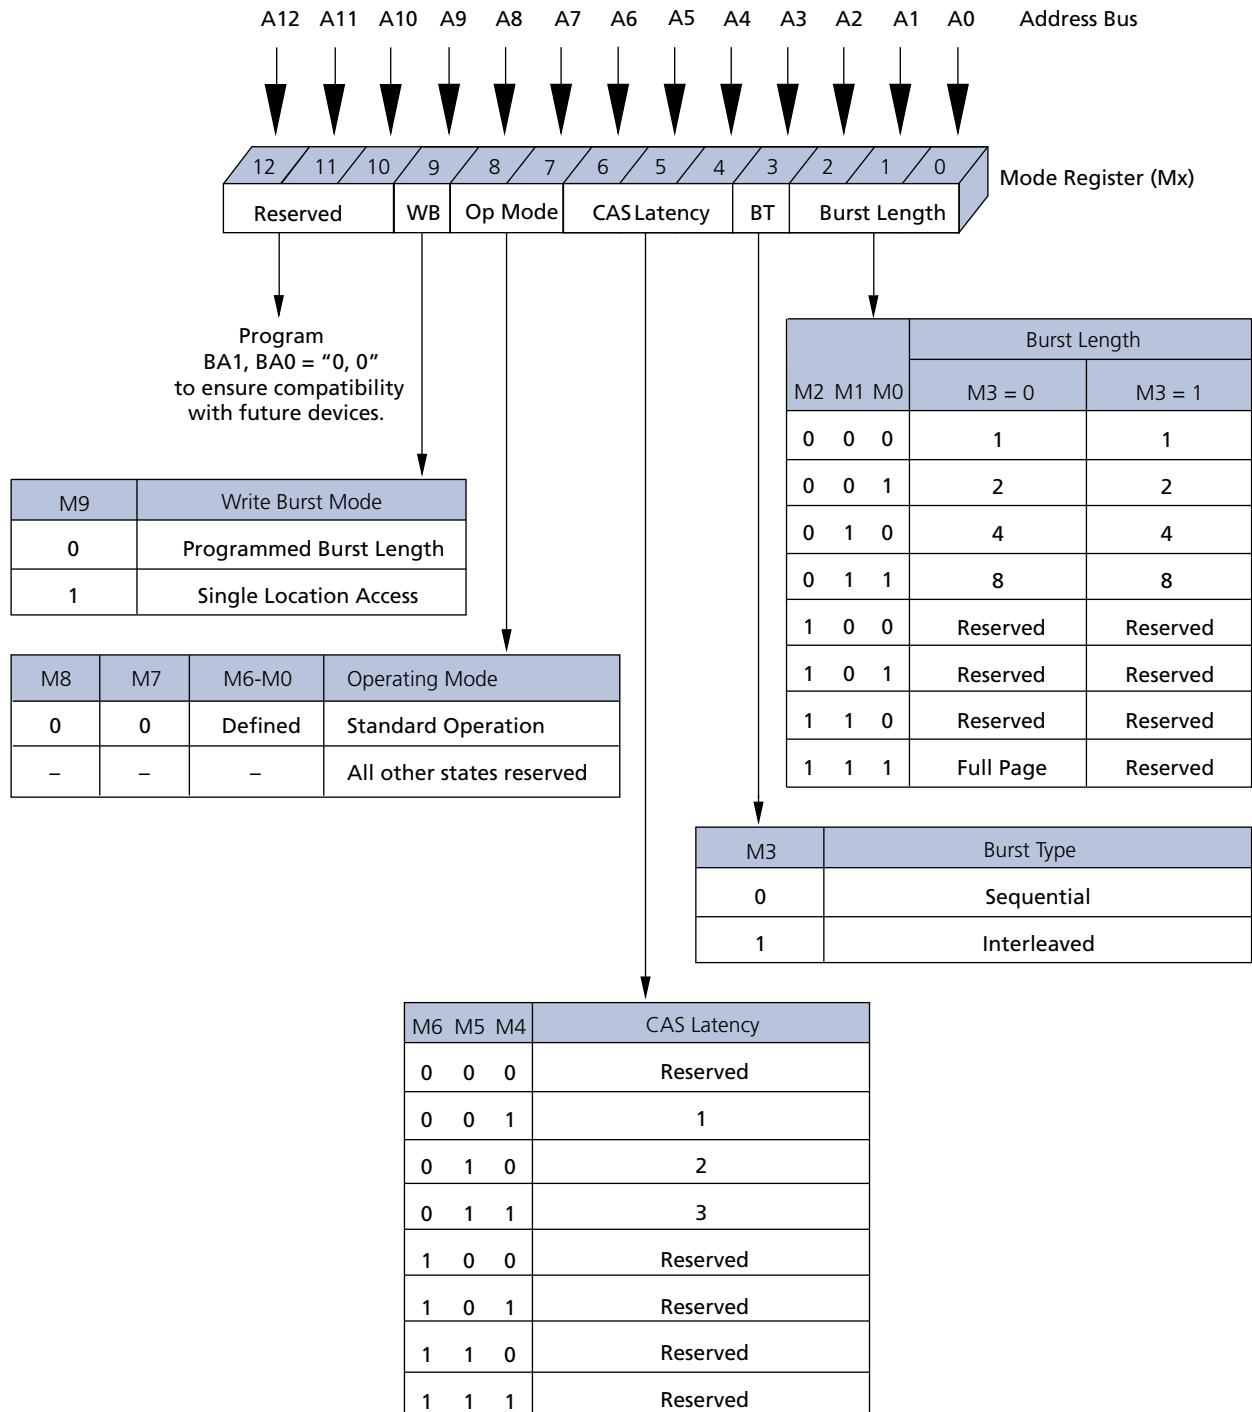 A12 A11 A10 A9 A8 A7 A6 A5 A4 A3 A2 A1 A0 Address Bus
12 11 10 9 8 7 6 5 4 3 2 1 0
Mode Register (Mx)
Reserved WB Op Mode CAS Latency BT Burst Length
Program
BA1, BA0 = “0, 0”
to ensure compatibility
with future devices.
Burst Length
M2 M1 M0 M3 = 0 M3 = 1
0 0 0 1 1
0 0 1 2 2
0 1 0 4 4
0 1 1 8 8
1 0 0 Reserved Reserved
1 0 1 Reserved Reserved
1 1 0 Reserved Reserved
1 1 1 Full Page Reserved
M9 Write Burst Mode
0 Programmed Burst Length
1 Single Location Access
M8 M7 M6-M0 Operating Mode
0 0 Defined Standard Operation
– – – All other states reserved
M3 Burst Type
0 Sequential
1 Interleaved
M6 M5 M4 CAS Latency
0 0 0 Reserved
0 0 1 1
0 1 0 2
0 1 1 3
1 0 0 Reserved
1 0 1 Reserved
1 1 0 Reserved
1 1 1 Reserved